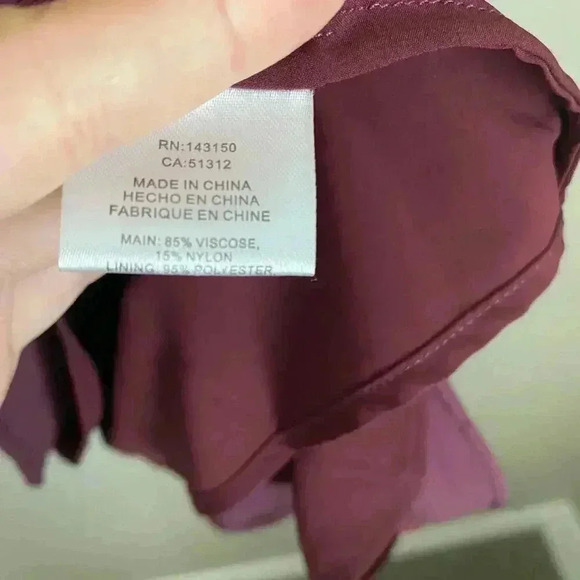 RN:143150
CA:51312
MADE IN CHINA
HECHO EN CHINA
FABRIQUE EN CHINE
MAIN: 85% VISCOSE,
15% NYLON
LINING: 95% POLYESTER